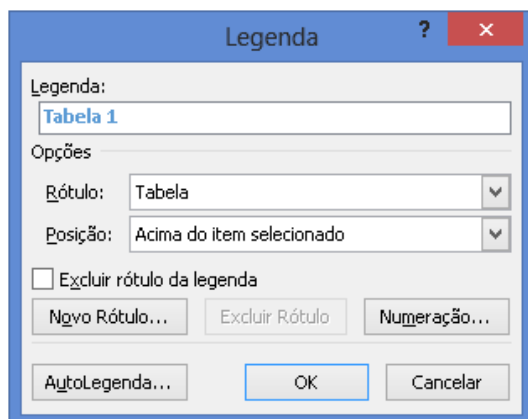 Legenda ? ×
Legenda:
Tabela 1
Opções
Rótulo: Tabela
Posição: Acima do item selecionado
Excluir rótulo da legenda
Novo Rótulo... Excluir Rótulo Numeração...
AutoLegenda... OK Cancelar